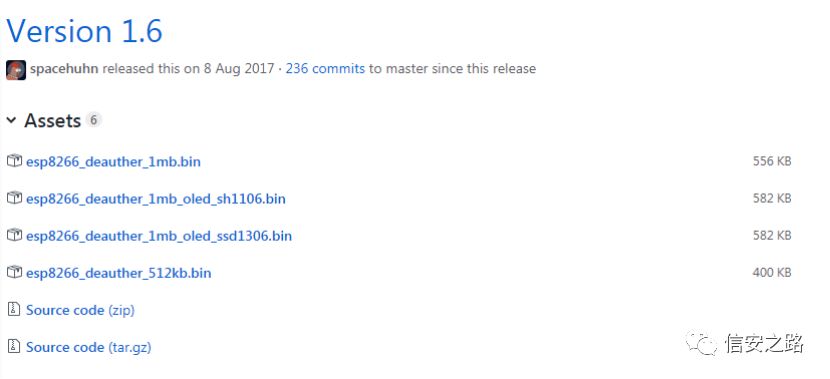 Version 1.6
spacehuhn released this on 8 Aug 2017 · 236 commits to master since this release
Assets 6
esp8266_deauther_1mb.bin 556 KB
esp8266_deauther_1mb_oled_sh1106.bin 582 KB
esp8266_deauther_1mb_oled_ssd1306.bin 582 KB
esp8266_deauther_512kb.bin 400 KB
Source code (zip)
Source code (tar.gz)
信安之路